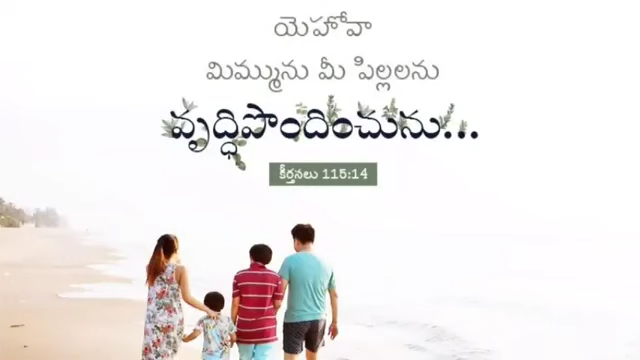 యెహోవా
మిమ్మును మీ పిల్లలను
వృద్ధిపొందించును...
కీర్తనలు 115:14